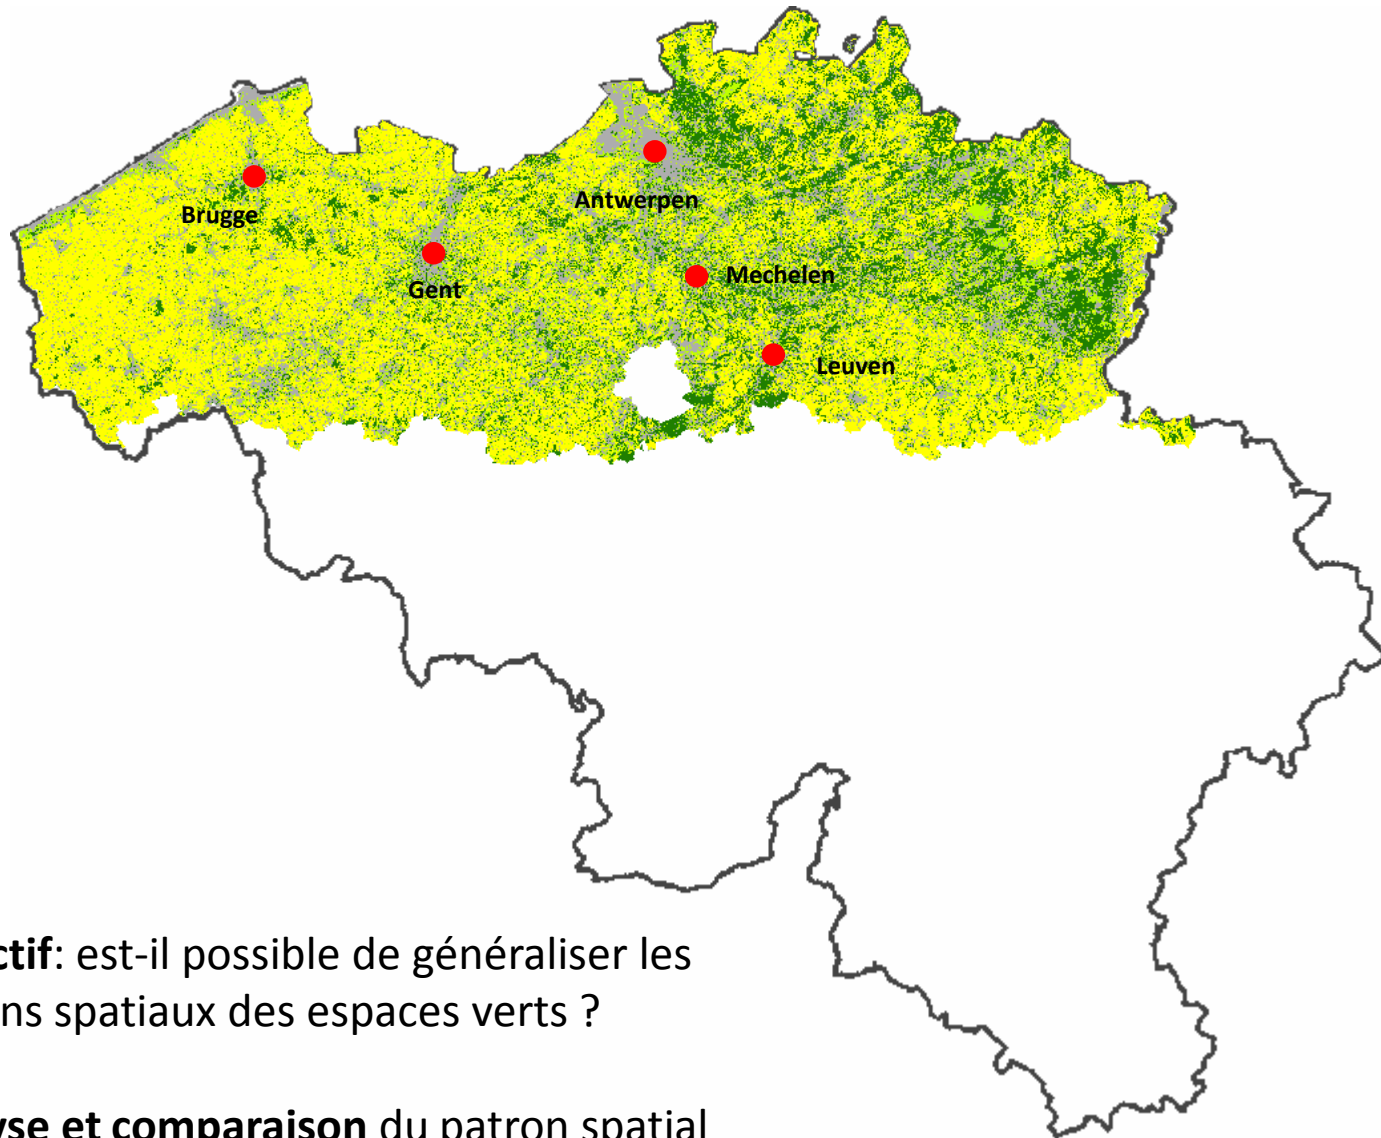 Brugge
Antwerpen
Gent
Mechelen
Leuven
ctif: est-il possible de généraliser les
ns spatiaux des espaces verts ?
yse et comparaison du patron spatial